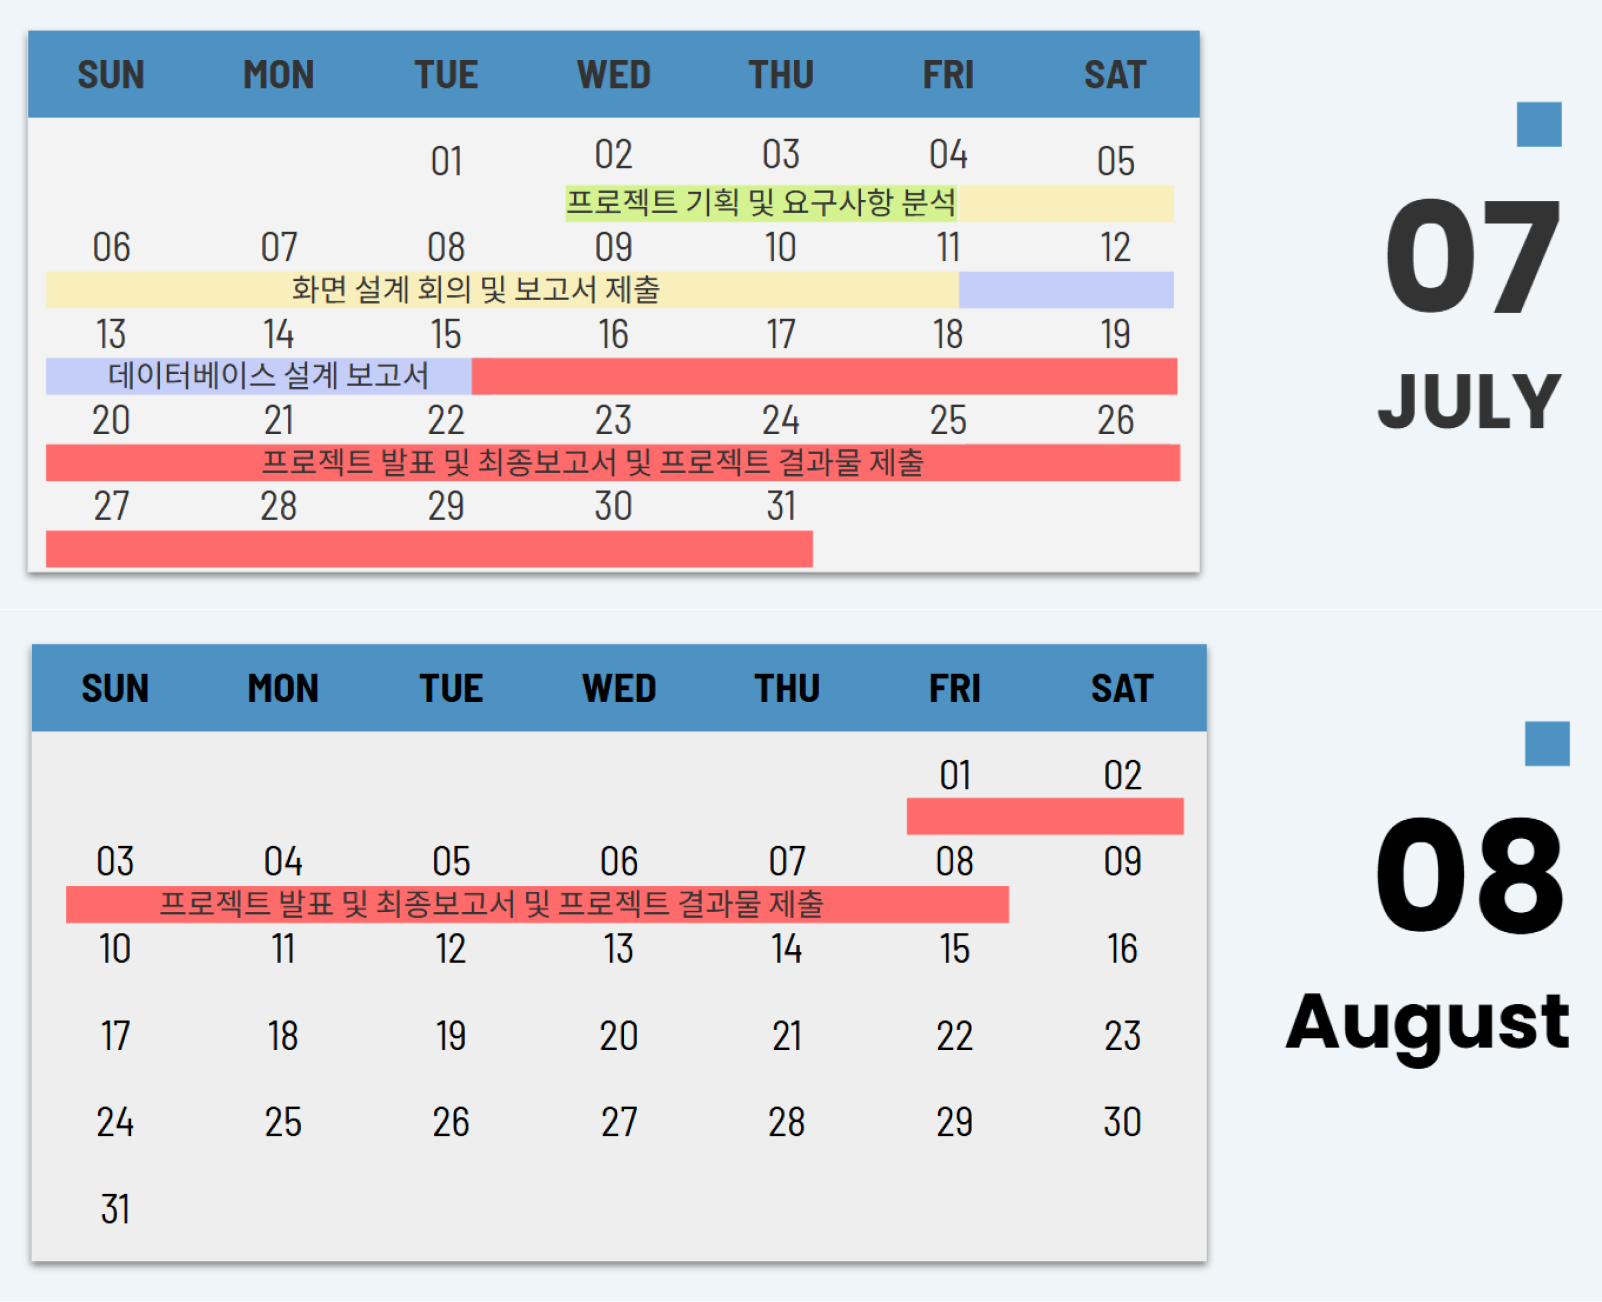 SUN MON TUE WED THU FRI SAT
01 02 03 04 05
프로젝트 기획 및 요구사항 분석
06 07 08 09 10 11 12
화면 설계 회의 및 보고서 제출
13 14 15 16 17 18 19
데이터베이스 설계 보고서
20 21 22 23 24 25 26
프로젝트 발표 및 최종보고서 및 프로젝트 결과물 제출
27 28 29 30 31
07
JULY
SUN MON TUE WED THU FRI SAT
01 02
03 04 05 06 07 08 09
프로젝트 발표 및 최종보고서 및 프로젝트 결과물 제출
10 11 12 13 14 15 16
17 18 19 20 21 22 23
24 25 26 27 28 29 30
31
08
August